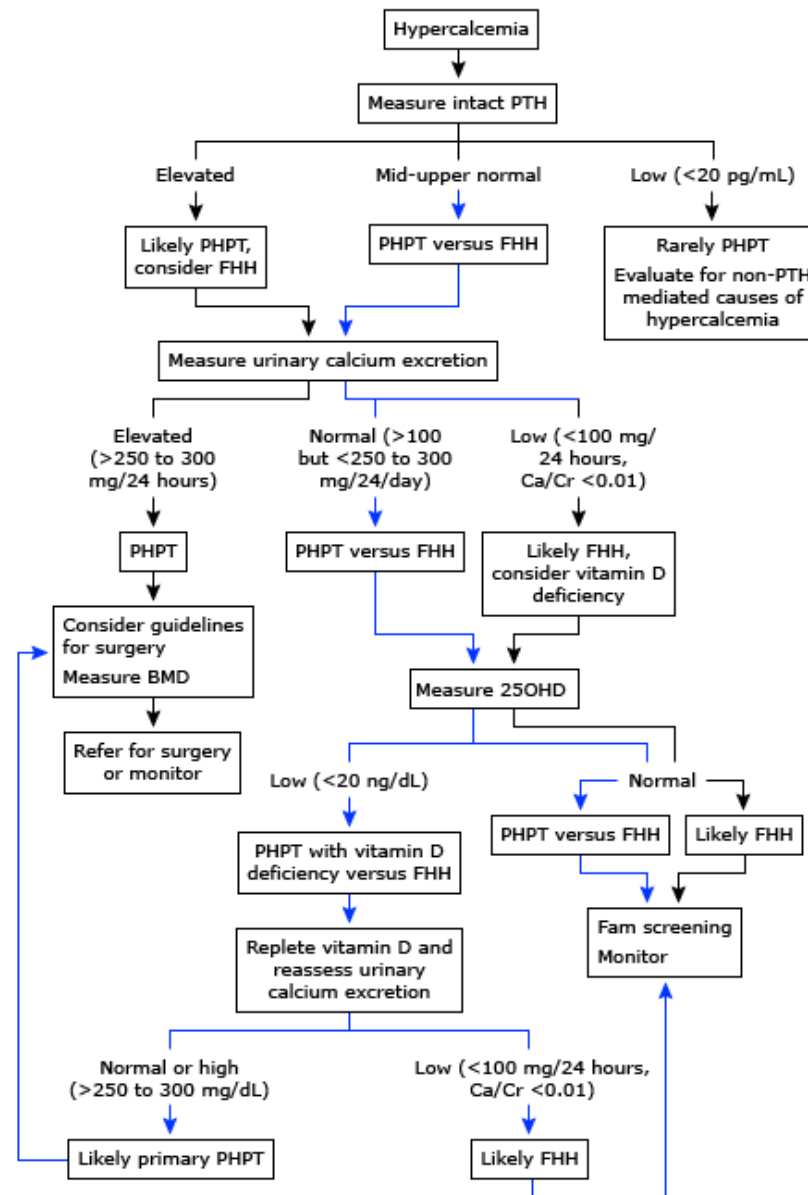 Hypercalcemia
Measure intact PTH
Elevated
Mid-upper normal
Low (<20 pg/mL)
Likely PHPT,
consider FHH
PHPT versus FHH
Rarely PHPT
Evaluate for non-PTH
mediated causes of
hypercalcemia
Measure urinary calcium excretion
Elevated
(>250 to 300
mg/24 hours)
Normal (>100
but <250 to 300
mg/24/day)
Low (<100 mg/
24 hours,
Ca/Cr <0.01)
PHPT
PHPT versus FHH
Likely FHH,
consider vitamin D
deficiency
Consider guidelines
for surgery
Measure BMD
Measure 25OHD
Refer for surgery
or monitor
Low (<20 ng/dL)
Normal
PHPT with vitamin D
deficiency versus FHH
PHPT versus FHH
Likely FHH
Replete vitamin D and
reassess urinary
calcium excretion
Fam screening
Monitor
Normal or high
(>250 to 300 mg/dL)
Low (<100 mg/24 hours,
Ca/Cr <0.01)
Likely primary PHPT
Likely FHH